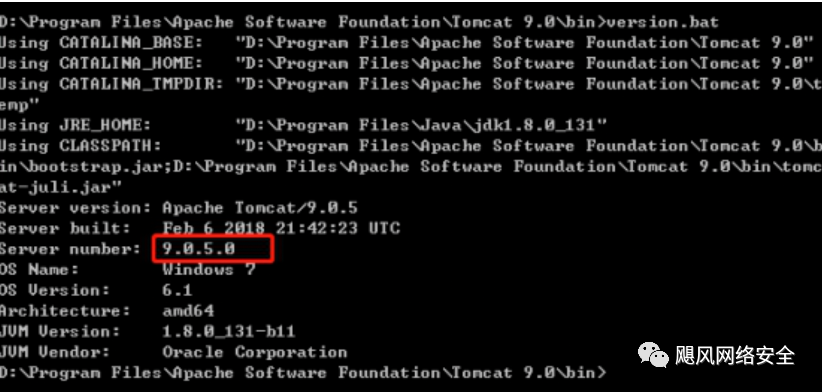 D:\Program Files\Apache Software Foundation\Tomcat 9.0\bin>version.bat
Using CATALINA_BASE:   "D:\Program Files\Apache Software Foundation\Tomcat 9.0"
Using CATALINA_HOME:   "D:\Program Files\Apache Software Foundation\Tomcat 9.0"
Using CATALINA_TMPDIR: "D:\Program Files\Apache Software Foundation\Tomcat 9.0\t
emp"
Using JRE_HOME:        "D:\Program Files\Java\jdk1.8.0_131"
Using CLASSPATH:       "D:\Program Files\Apache Software Foundation\Tomcat 9.0\b
in\bootstrap.jar;D:\Program Files\Apache Software Foundation\Tomcat 9.0\bin\tomc
at-juli.jar"
Server version: Apache Tomcat/9.0.5
Server built:   Feb 6 2018 21:42:23 UTC
Server number:  9.0.5.0
OS Name:        Windows 7
OS Version:     6.1
Architecture:   amd64
JVM Version:    1.8.0_131-b11
JVM Vendor:     Oracle Corporation
D:\Program Files\Apache Software Foundation\Tomcat 9.0\bin>
飓风网络安全